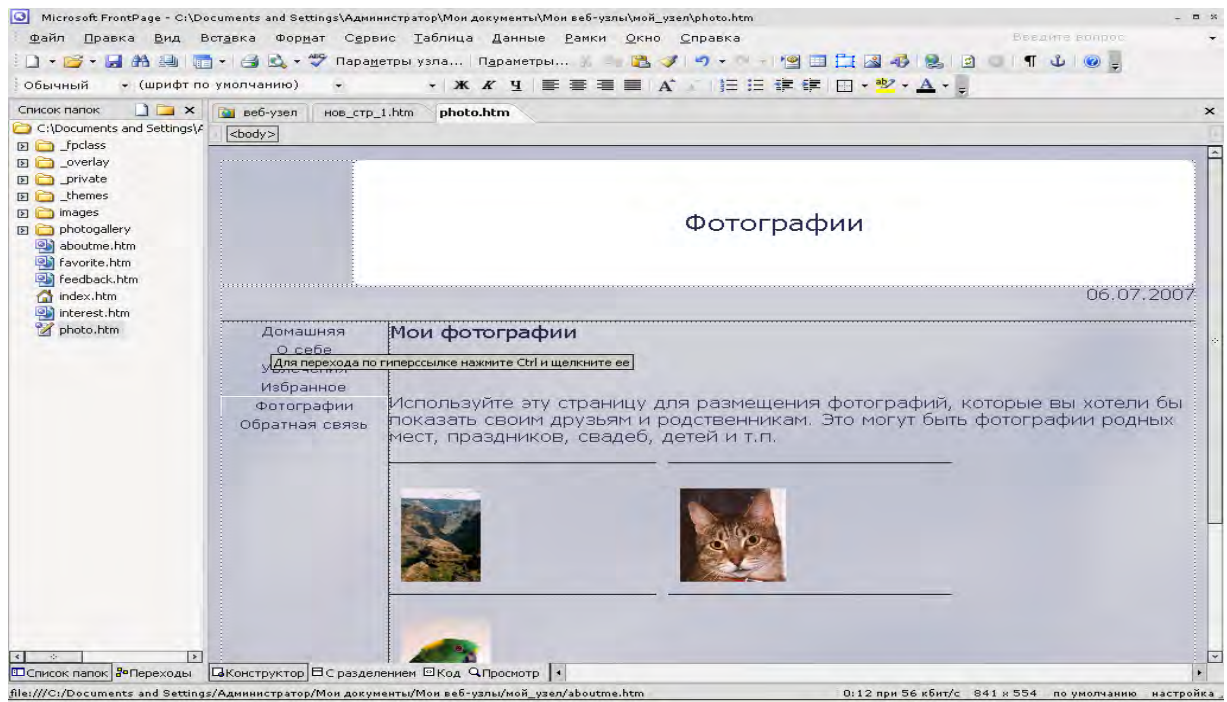 Microsoft FrontPage - C:\Documents and Settings\Администратор\Мои документы\Мои веб-узлы\мой_узел\photo.htm
Файл Правка Вид Вставка Формат Сервис Таблица Данные Рамки Окно Справка Введите вопрос
Параметры узла... Параметры...
Обычный (шрифт по умолчанию) Ж К Ч
Список папок
веб-узел нов_стр_1.htm photo.htm
C:\Documents and Settings\А
<body>
_fpclass
_overlay
_private
_themes
images
photogallery
aboutme.htm
favorite.htm
feedback.htm
index.htm
interest.htm
photo.htm
Фотографии
06.07.2007
Домашняя
О себе
Для перехода по гиперссылке нажмите Ctrl и щелкните ее
Увлечения
Избранное
Фотографии
Обратная связь
Мои фотографии
Используйте эту страницу для размещения фотографий, которые вы хотели бы
показать своим друзьям и родственникам. Это могут быть фотографии родных
мест, праздников, свадеб, детей и т.п.
Список папок Переходы
Конструктор С разделением Код Просмотр
file:///C:/Documents and Settings/Администратор/Мои документы/Мои веб-узлы/мой_узел/aboutme.htm 0:12 при 56 кбит/с 841 x 554 по умолчанию настройка